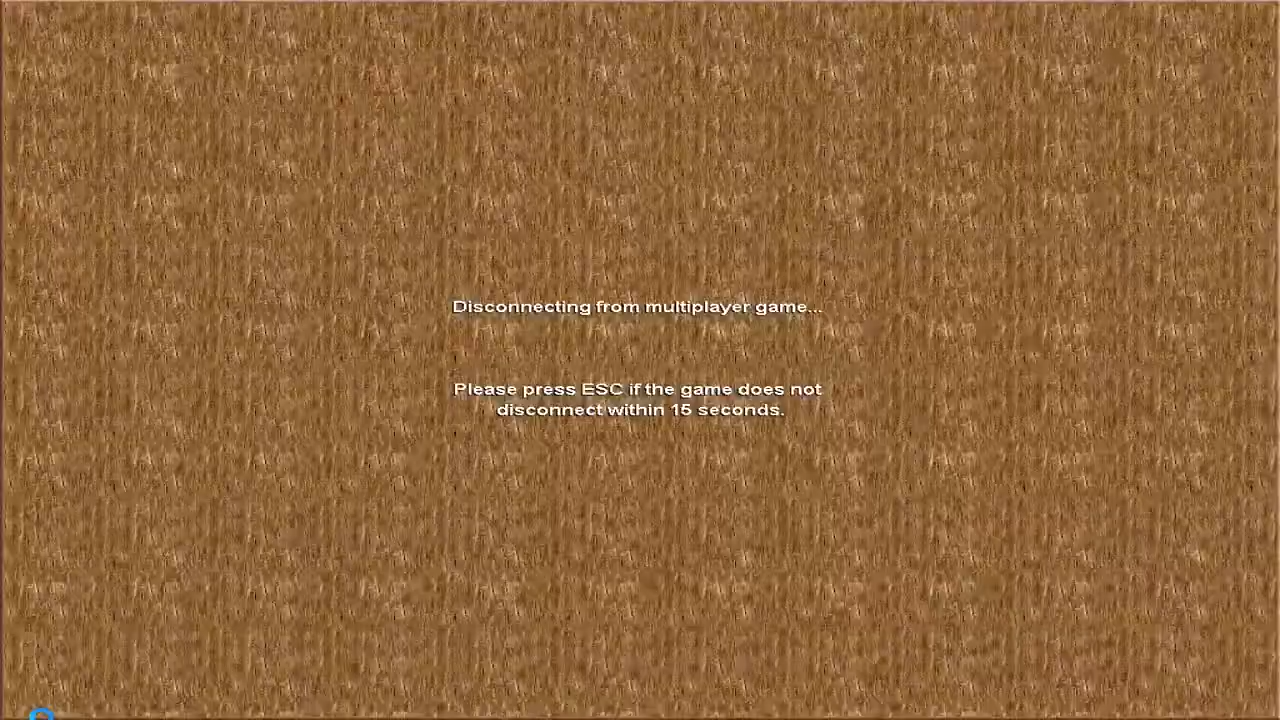 Disconnecting from multiplayer game...
Please press ESC if the game does not
disconnect within 15 seconds.